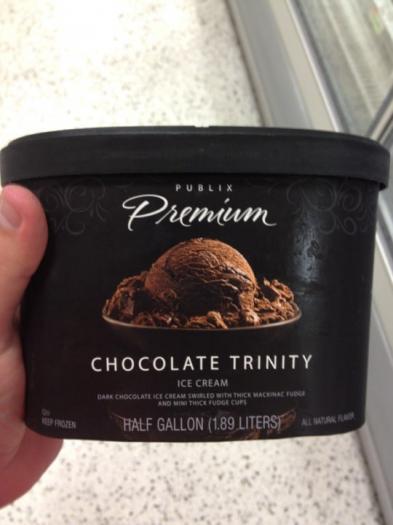 PUBLIX
Premium
CHOCOLATE TRINITY
ICE CREAM
DARK CHOCOLATE ICE CREAM SWIRLED WITH THICK MACKINAC FUDGE
AND MINI THICK FUDGE CUPS
KEEP FROZEN
HALF GALLON (1.89 LITERS)
ALL NATURAL FLAVOR